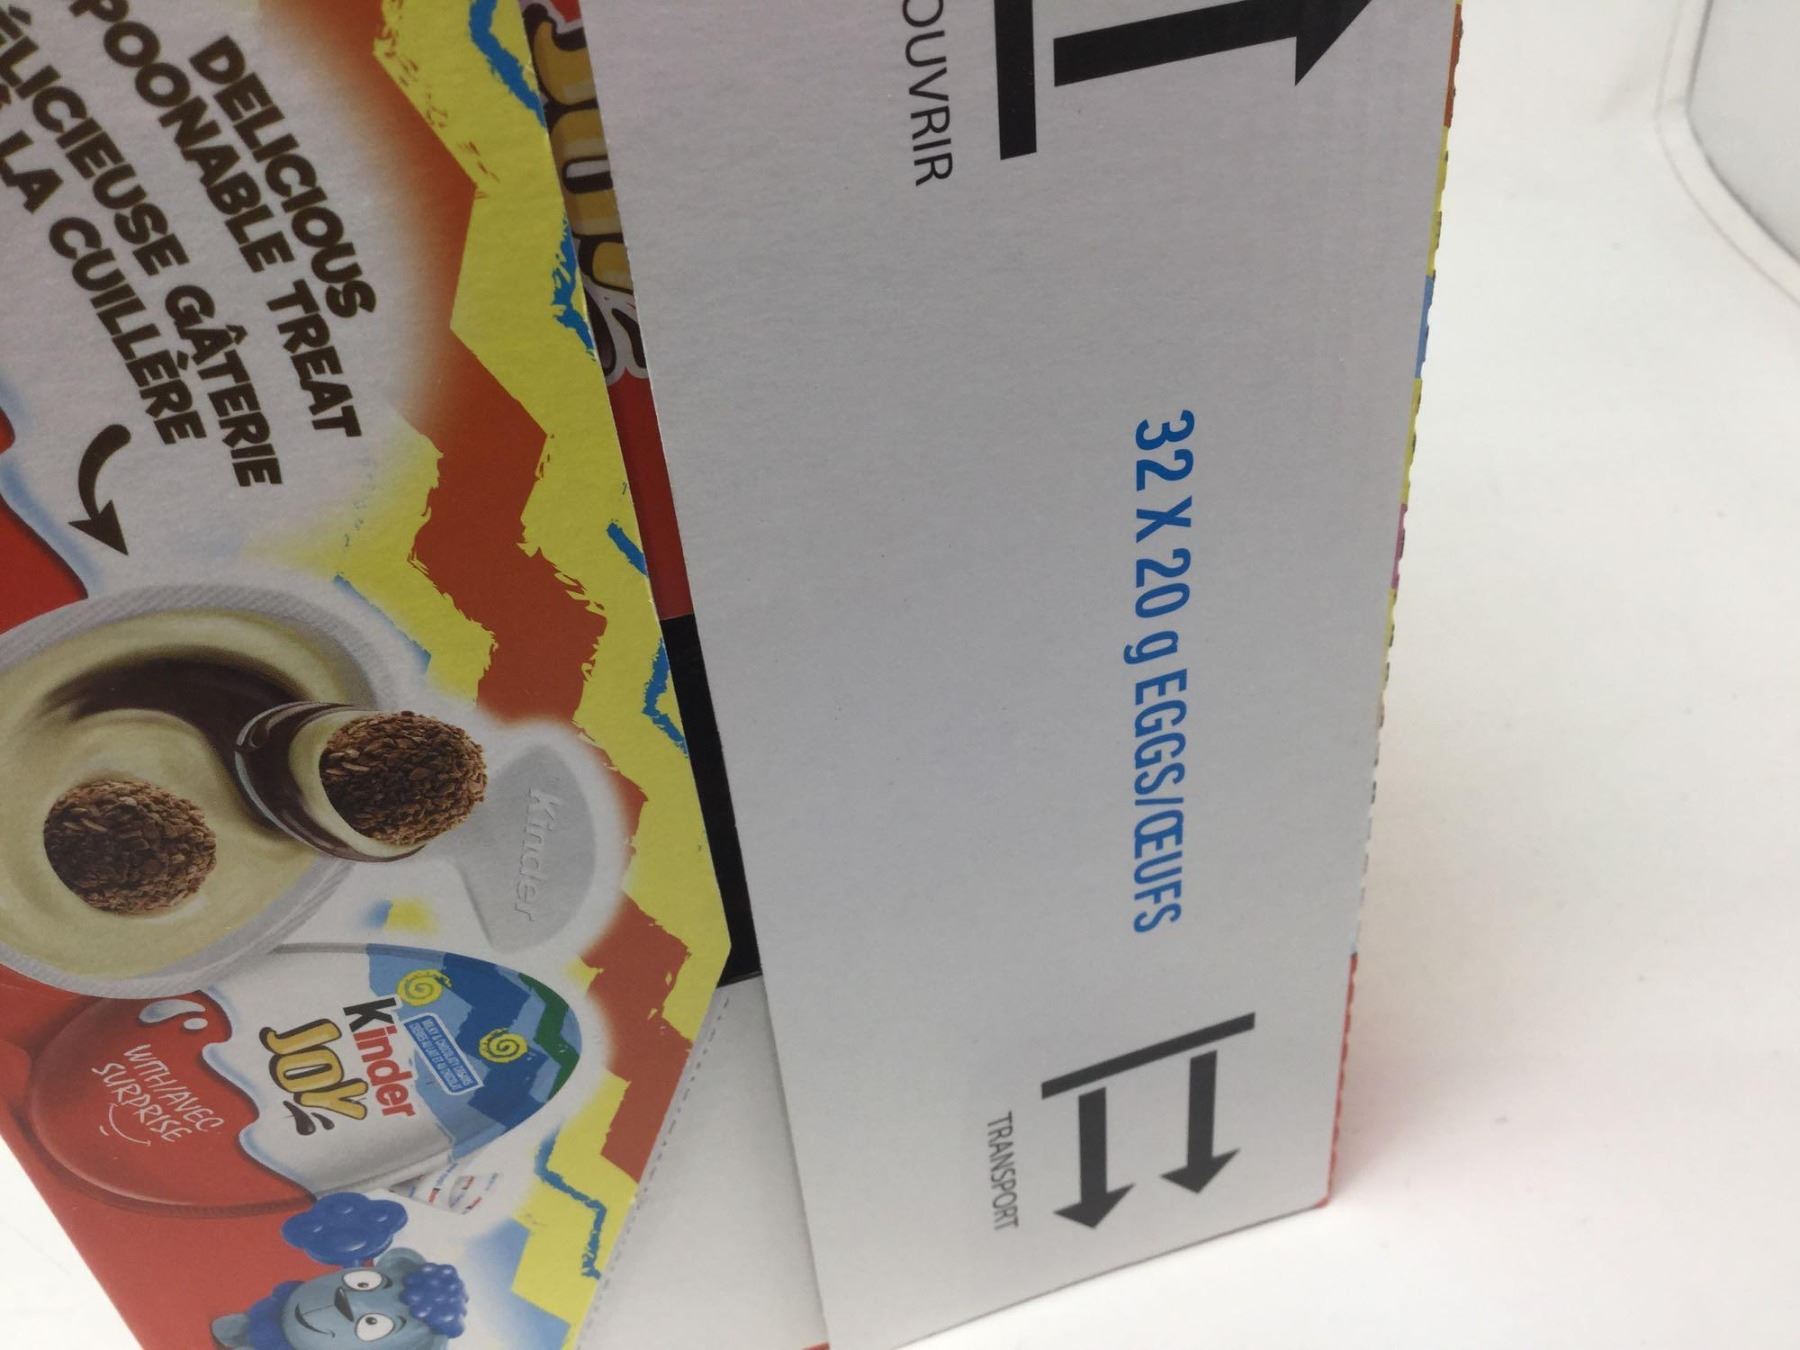 DELICIOUS
POONABLE TREAT
ÉLICIEUSE GÂTERIE
À LA CUILLÈRE
Kinder
Kinder
JOY
WITH/AVEC
SURPRISE
JOY
OUVRIR
32 X 20 g EGGS/ŒUFS
TRANSPORT